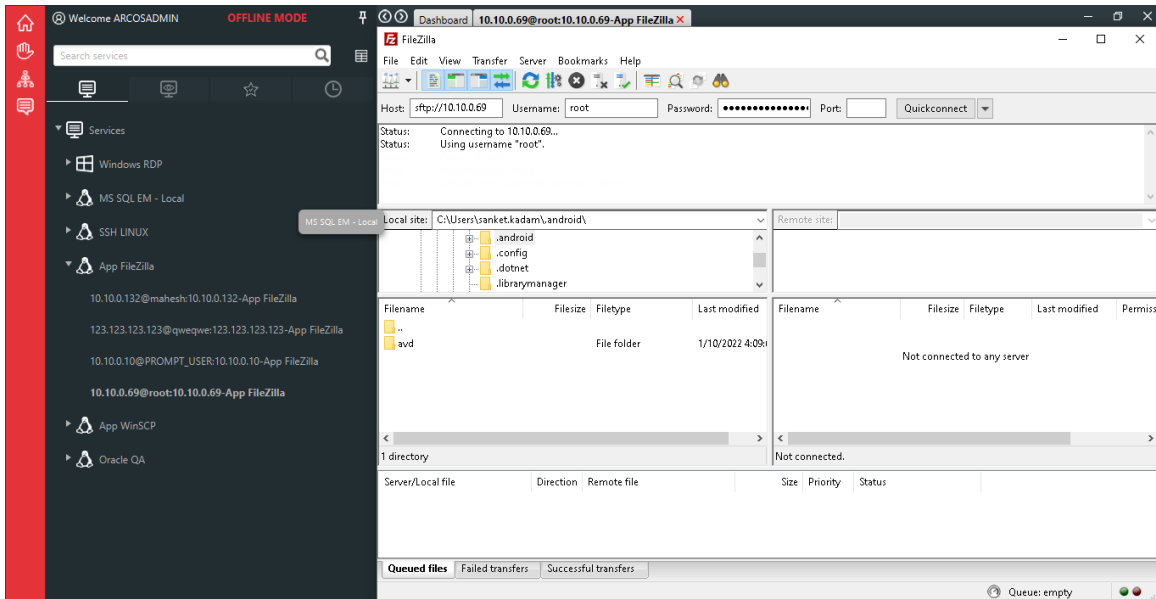 Welcome ARCOSADMIN
OFFLINE MODE
Search services
Services
Windows RDP
MS SQL EM - Local
MS SQL EM - Local
SSH LINUX
App FileZilla
10.10.0.132@mahesh:10.10.0.132-App FileZilla
123.123.123.123@qweqwe:123.123.123.123-App FileZilla
10.10.0.10@PROMPT_USER:10.10.0.10-App FileZilla
10.10.0.69@root:10.10.0.69-App FileZilla
App WinSCP
Oracle QA
Dashboard
10.10.0.69@root:10.10.0.69-App FileZilla
FileZilla
File Edit View Transfer Server Bookmarks Help
Host: sftp://10.10.0.69 Username: root Password: Port: Quickconnect
Status: Connecting to 10.10.0.69...
Status: Using username "root".
Local site: C:\Users\sanket.kadam\.android\
.android
.config
.dotnet
.librarymanager
Remote site:
Filename Filesize Filetype Last modified
..
avd File folder 1/10/2022 4:09:
1 directory
Filename Filesize Filetype Last modified Permiss
Not connected to any server
Not connected.
Server/Local file Direction Remote file Size Priority Status
Queued files Failed transfers Successful transfers
Queue: empty